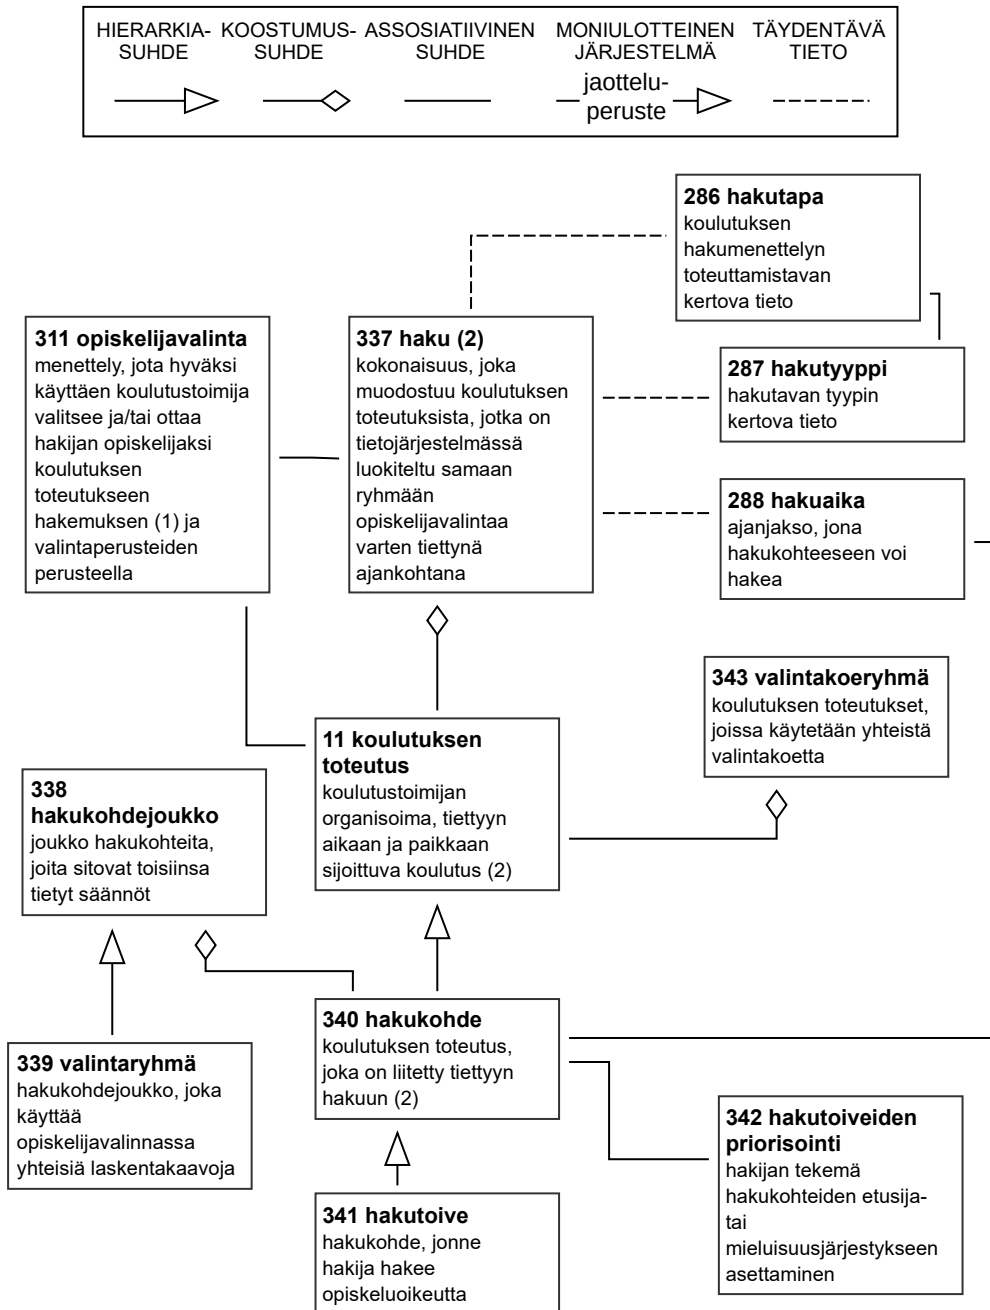 HIERARKIA-
SUHDE
KOOSTUMUS-
SUHDE
ASSOSIATIIVINEN
SUHDE
MONIULOTTEINEN
JÄRJESTELMÄ
jaottelu-
peruste
TÄYDENTÄVÄ
TIETO
286 hakutapa
koulutuksen
hakumenettelyn
toteuttamistavan
kertova tieto
311 opiskelijavalinta
menettely, jota hyväksi
käyttäen koulutustoimija
valitsee ja/tai ottaa
hakijan opiskelijaksi
koulutuksen
toteutukseen
hakemuksen (1) ja
valintaperusteiden
perusteella
337 haku (2)
kokonaisuus, joka
muodostuu koulutuksen
toteutuksista, jotka on
tietojärjestelmässä
luokiteltu samaan
ryhmään
opiskelijavalintaa
varten tiettynä
ajankohtana
287 hakutyyppi
hakutavan tyypin
kertova tieto
288 hakuaika
ajanjakso, jona
hakukohteeseen voi
hakea
343 valintakoeryhmä
koulutuksen toteutukset,
joissa käytetään yhteistä
valintakoetta
11 koulutuksen
toteutus
koulutustoimijan
organisoima, tiettyyn
aikaan ja paikkaan
sijoittuva koulutus (2)
338
hakukohdejoukko
joukko hakukohteita,
joita sitovat toisiinsa
tietyt säännöt
340 hakukohde
koulutuksen toteutus,
joka on liitetty tiettyyn
hakuun (2)
339 valintaryhmä
hakukohdejoukko, joka
käyttää
opiskelijavalinnassa
yhteisiä laskentakaavoja
342 hakutoiveiden
priorisointi
hakijan tekemä
hakukohteiden etusija-
tai
mieluisuusjärjestykseen
asettaminen
341 hakutoive
hakukohde, jonne
hakija hakee
opiskeluoikeutta